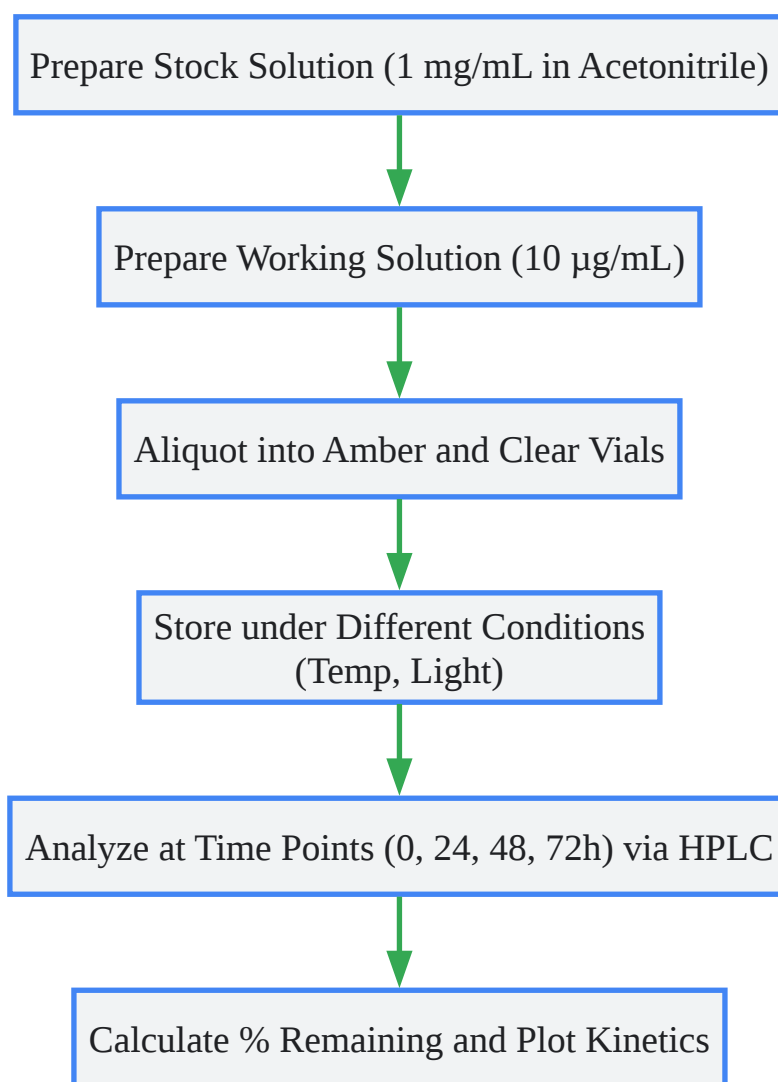 Prepare Stock Solution (1 mg/mL in Acetonitrile)
Prepare Working Solution (10 µg/mL)
Aliquot into Amber and Clear Vials
Store under Different Conditions
(Temp, Light)
Analyze at Time Points (0, 24, 48, 72h) via HPLC
Calculate % Remaining and Plot Kinetics